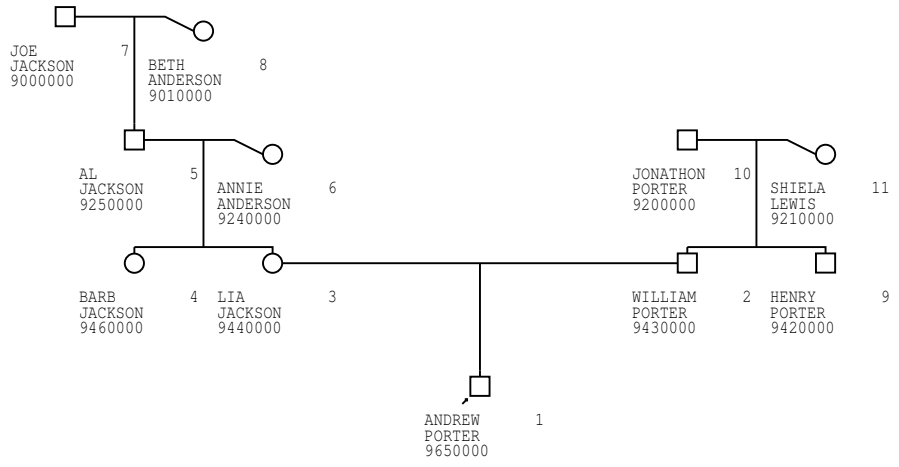 JOE 7
JACKSON
9000000
BETH 8
ANDERSON
9010000
AL 5
JACKSON
9250000
ANNIE 6
ANDERSON
9240000
JONATHON 10
PORTER
9200000
SHIELA 11
LEWIS
9210000
BARB 4
JACKSON
9460000
LIA 3
JACKSON
9440000
WILLIAM 2
PORTER
9430000
HENRY 9
PORTER
9420000
ANDREW 1
PORTER
9650000